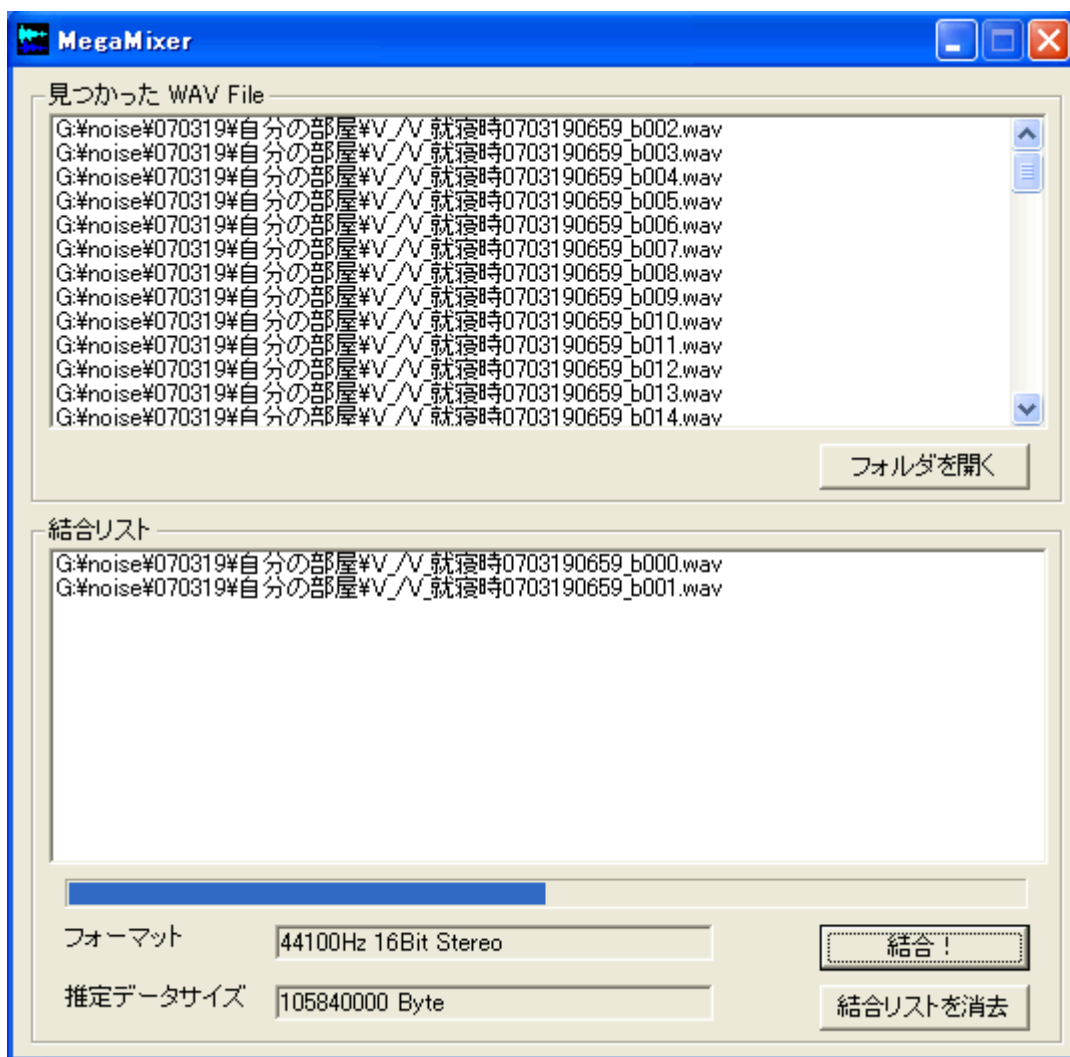 MegaMixer
見つかった WAV File
G:¥noise¥070319¥自分の部屋¥V_/V_就寝時0703190659_b002.wav
G:¥noise¥070319¥自分の部屋¥V_/V_就寝時0703190659_b003.wav
G:¥noise¥070319¥自分の部屋¥V_/V_就寝時0703190659_b004.wav
G:¥noise¥070319¥自分の部屋¥V_/V_就寝時0703190659_b005.wav
G:¥noise¥070319¥自分の部屋¥V_/V_就寝時0703190659_b006.wav
G:¥noise¥070319¥自分の部屋¥V_/V_就寝時0703190659_b007.wav
G:¥noise¥070319¥自分の部屋¥V_/V_就寝時0703190659_b008.wav
G:¥noise¥070319¥自分の部屋¥V_/V_就寝時0703190659_b009.wav
G:¥noise¥070319¥自分の部屋¥V_/V_就寝時0703190659_b010.wav
G:¥noise¥070319¥自分の部屋¥V_/V_就寝時0703190659_b011.wav
G:¥noise¥070319¥自分の部屋¥V_/V_就寝時0703190659_b012.wav
G:¥noise¥070319¥自分の部屋¥V_/V_就寝時0703190659_b013.wav
G:¥noise¥070319¥自分の部屋¥V_/V_就寝時0703190659_b014.wav
フォルダを開く
結合リスト
G:¥noise¥070319¥自分の部屋¥V_/V_就寝時0703190659_b000.wav
G:¥noise¥070319¥自分の部屋¥V_/V_就寝時0703190659_b001.wav
フォーマット
44100Hz 16Bit Stereo
結合！
推定データサイズ
105840000 Byte
結合リストを消去